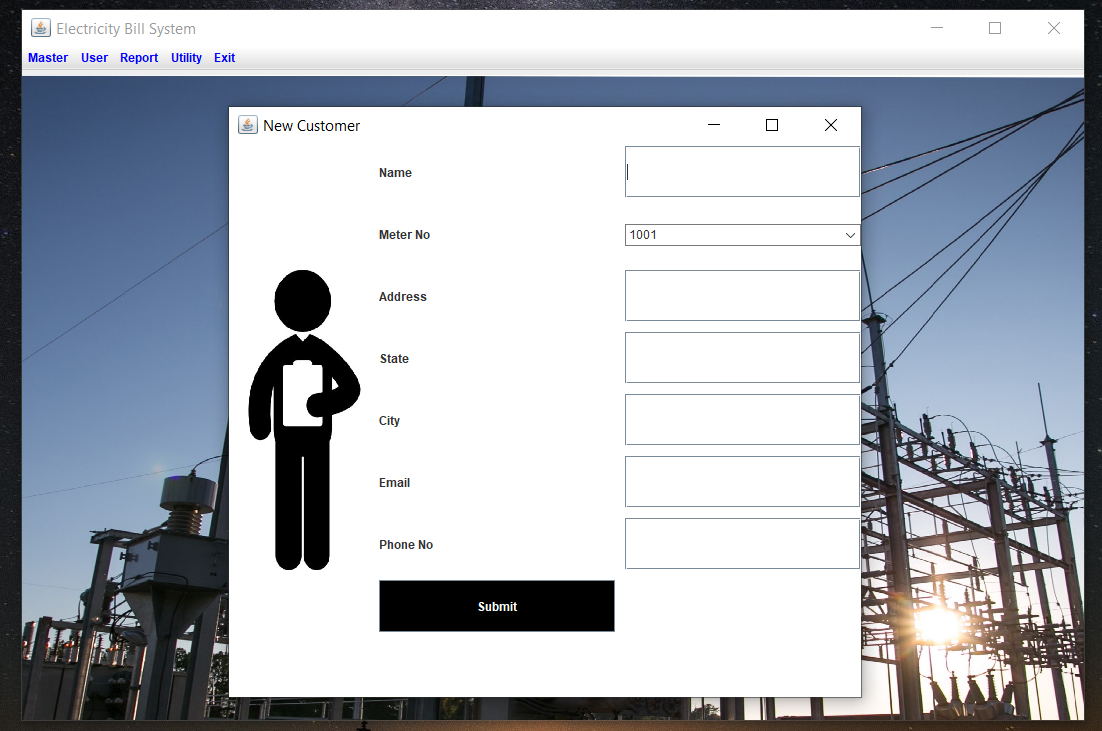 Electricity Bill System
Master User Report Utility Exit
New Customer
Name
Meter No 1001
Address
State
City
Email
Phone No
Submit